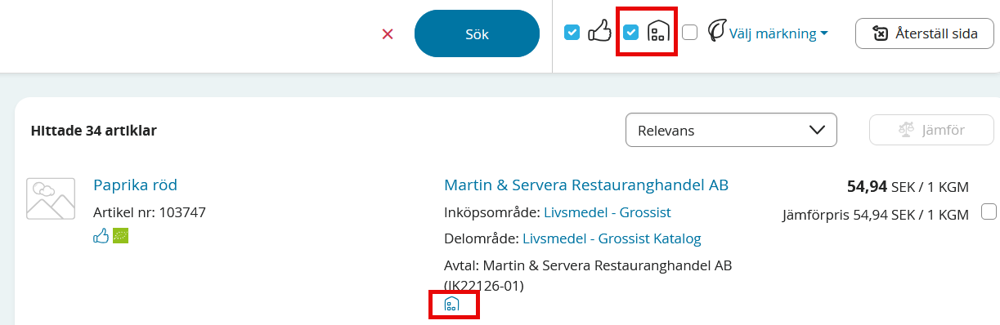 Sök
Välj märkning
Återställ sida
Hittade 34 artiklar
Relevans
Jämför
Paprika röd
Artikel nr: 103747
Martin & Servera Restauranghandel AB
Inköpsområde: Livsmedel - Grossist
Delområde: Livsmedel - Grossist Katalog
Avtal: Martin & Servera Restauranghandel AB
(IK22126-01)
54,94 SEK / 1 KGM
Jämförpris 54,94 SEK / 1 KGM